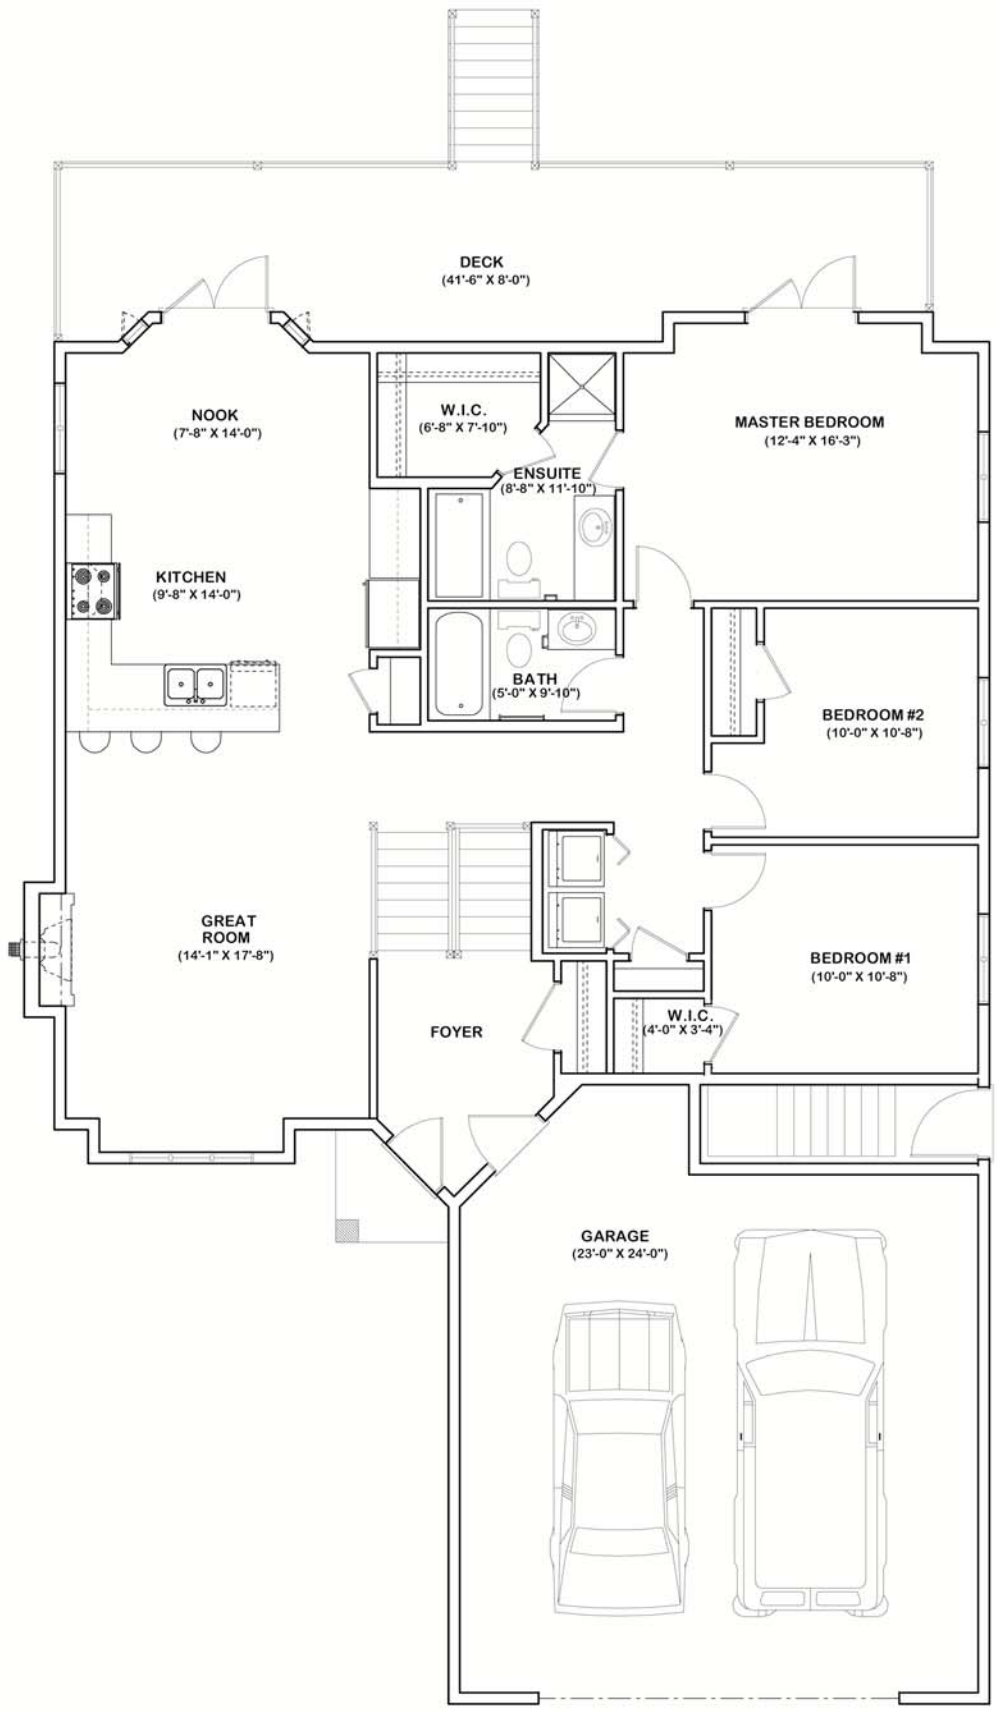 DECK
(41'-6" X 8'-0")
NOOK
(7'-8" X 14'-0")
W.I.C.
(6'-8" X 7'-10")
MASTER BEDROOM
(12'-4" X 16'-3")
ENSUITE
(8'-8" X 11'-10")
KITCHEN
(9'-8" X 14'-0")
BATH
(5'-0" X 9'-10")
BEDROOM #2
(10'-0" X 10'-8")
GREAT
ROOM
(14'-1" X 17'-8")
BEDROOM #1
(10'-0" X 10'-8")
FOYER
W.I.C.
(4'-0" X 3'-4")
GARAGE
(23'-0" X 24'-0")